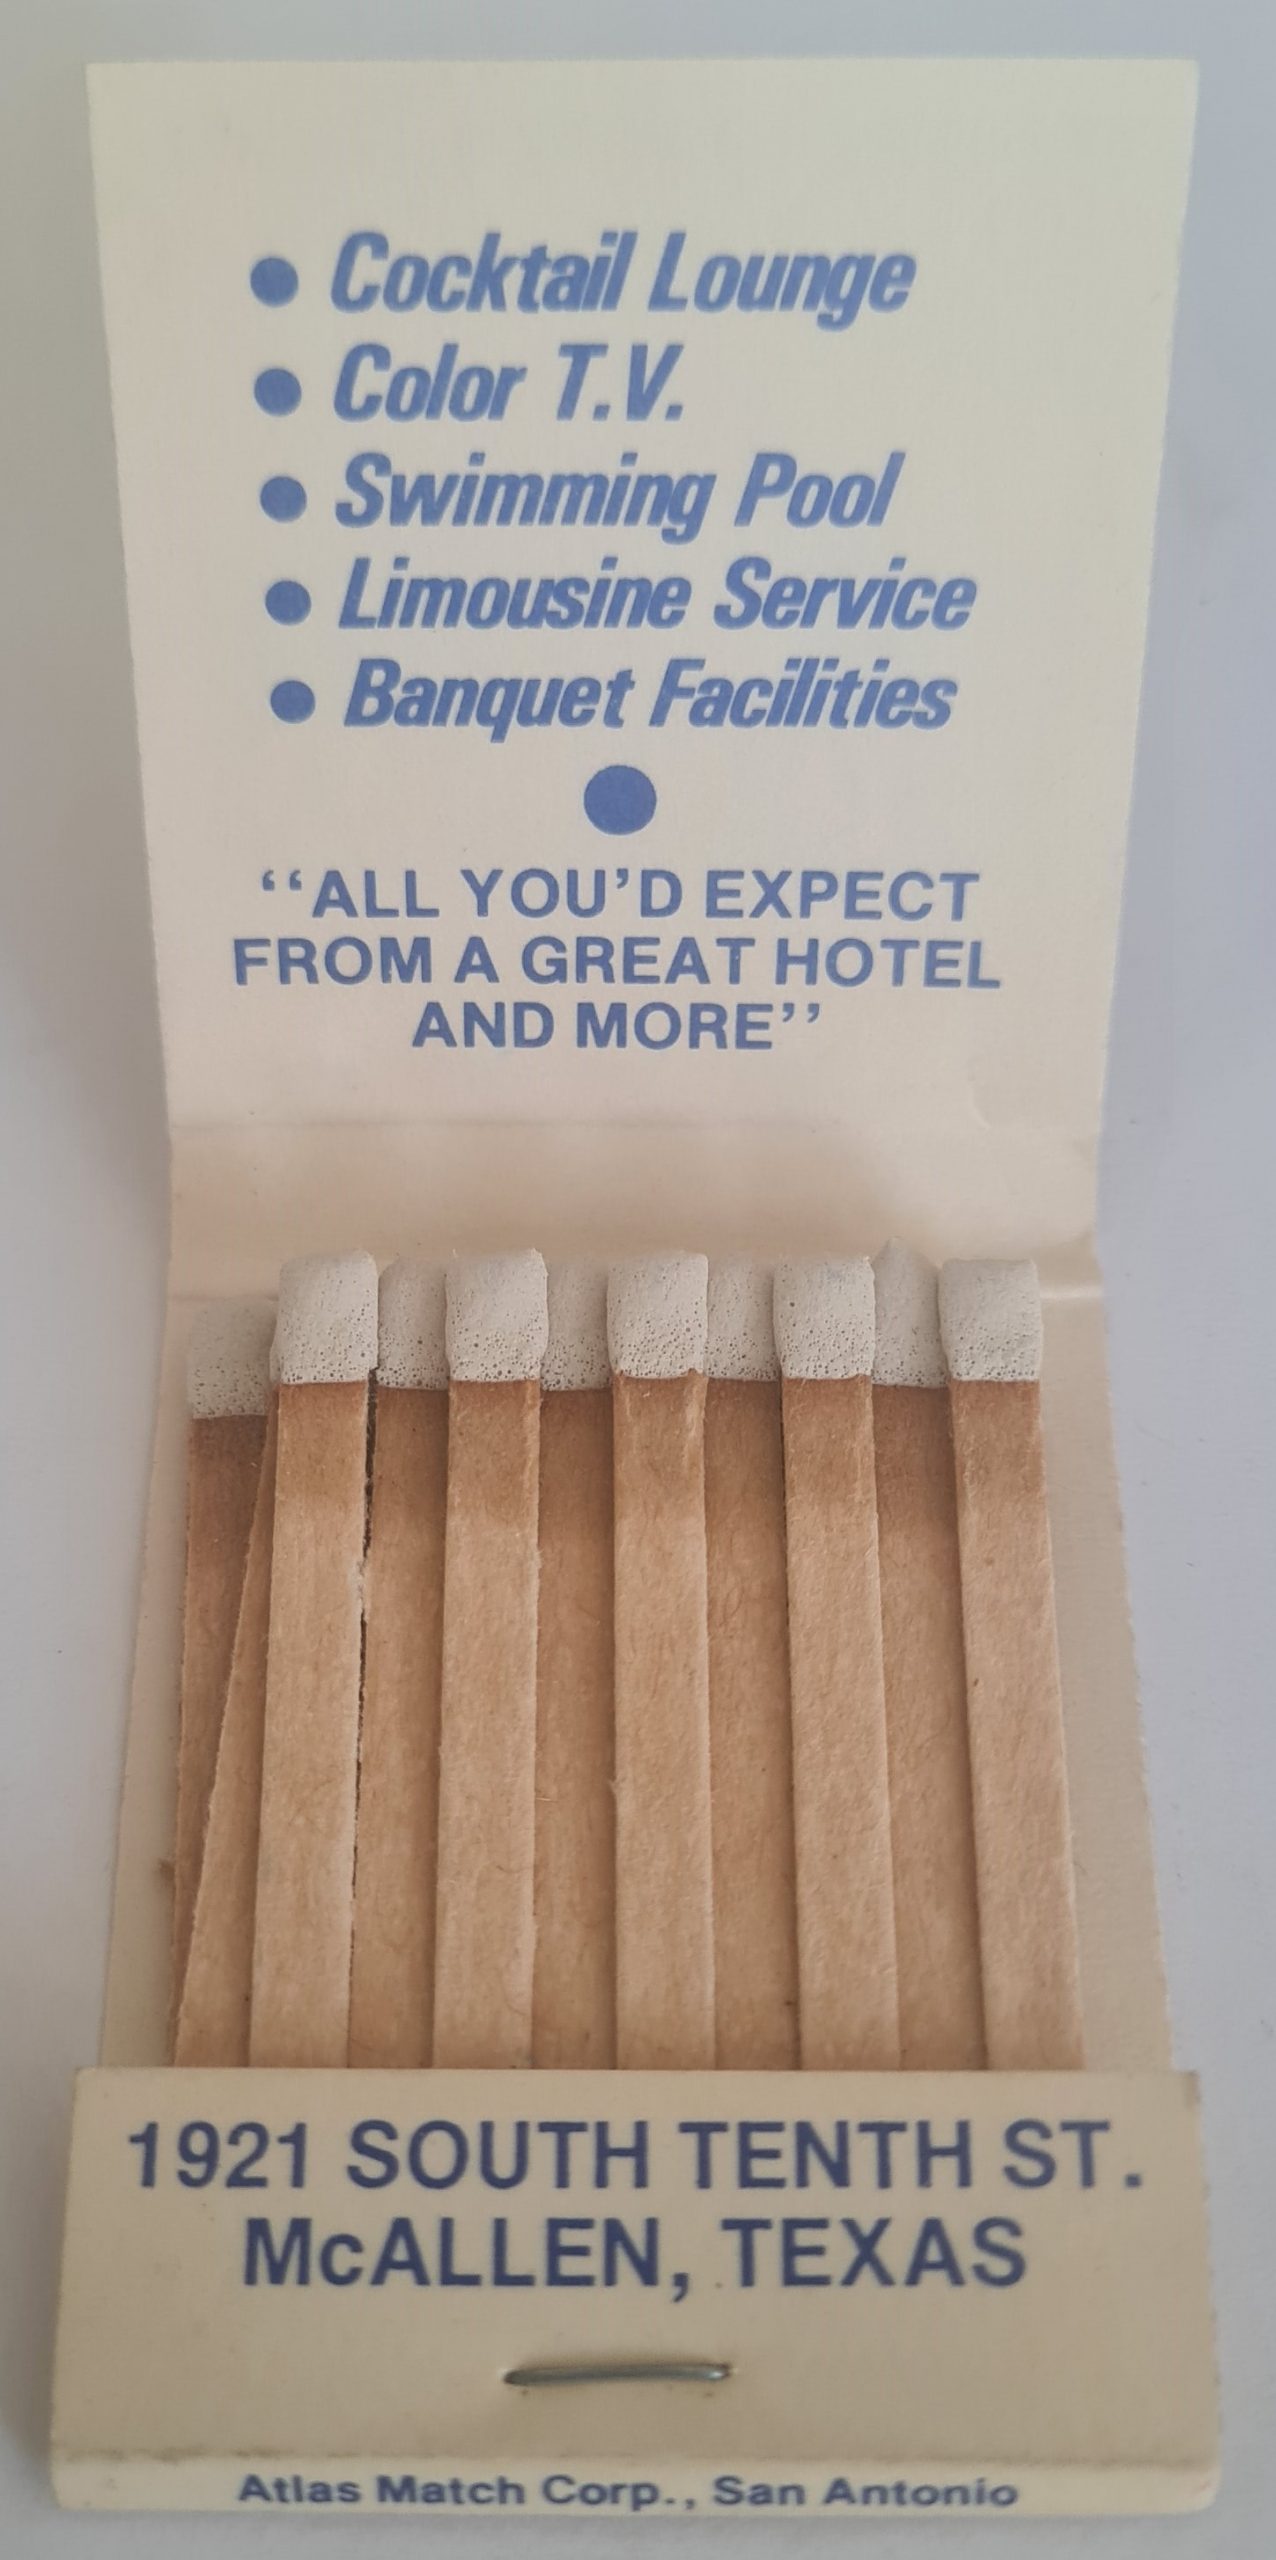 • Cocktail Lounge
• Color T.V.
• Swimming Pool
• Limousine Service
• Banquet Facilities
‘‘ALL YOU’D EXPECT
FROM A GREAT HOTEL
AND MORE’’
1921 SOUTH TENTH ST.
McALLEN, TEXAS
Atlas Match Corp., San Antonio